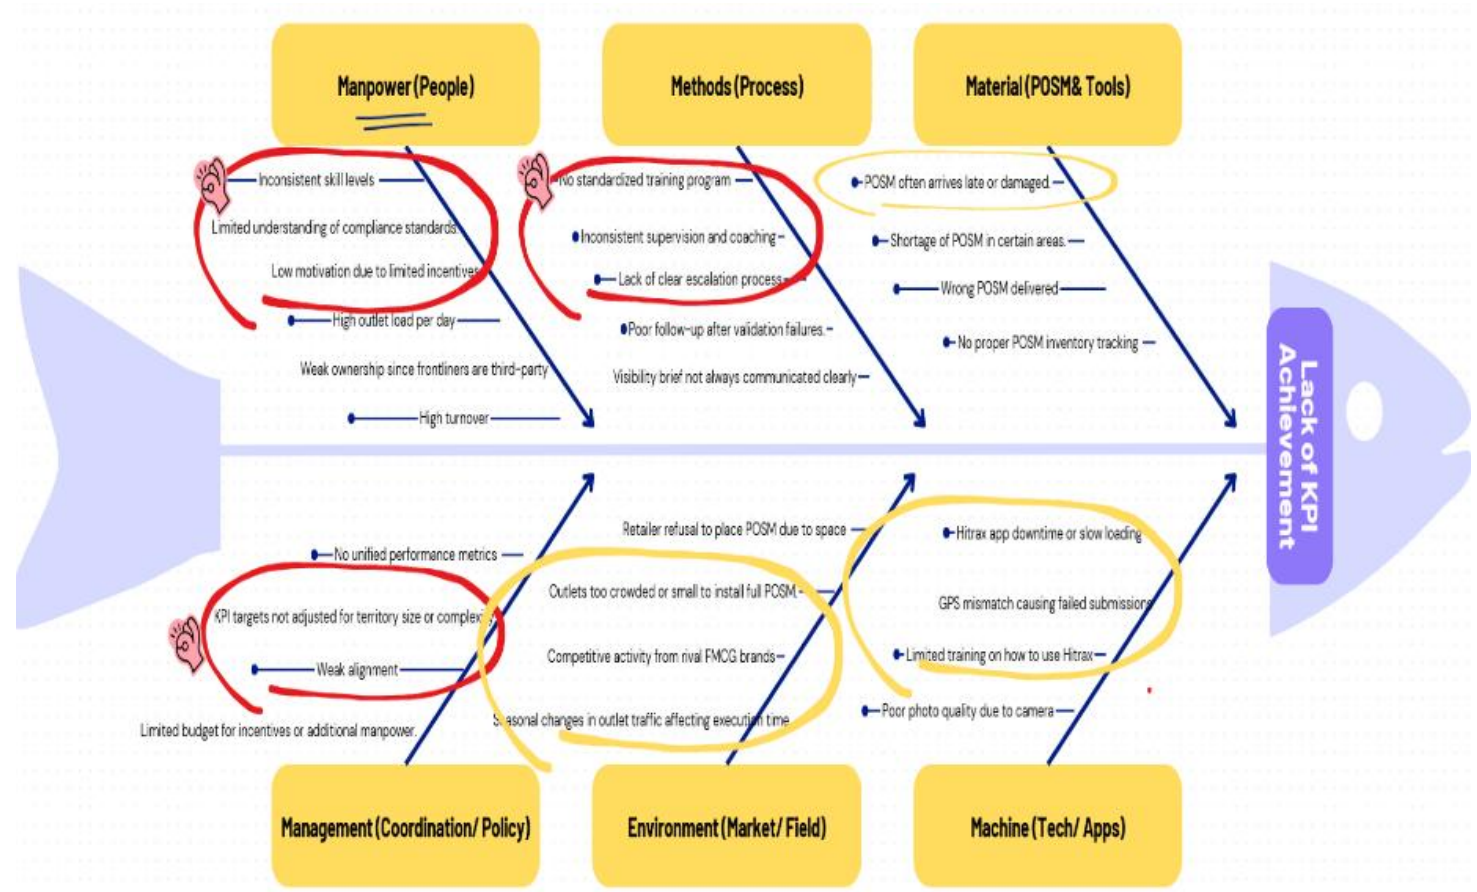 Manpower (People)
Methods (Process)
Material (POSM& Tools)
Inconsistent skill levels
Limited understanding of compliance standards.
Low motivation due to limited incentives
High outlet load per day
Weak ownership since frontliners are third-party
High turnover
No standardized training program
Inconsistent supervision and coaching
Lack of clear escalation process
Poor follow-up after validation failures.
Visibility brief not always communicated clearly
POSM often arrives late or damaged.
Shortage of POSM in certain areas.
Wrong POSM delivered
No proper POSM inventory tracking
Lack of KPI
Achievement
No unified performance metrics
KPI targets not adjusted for territory size or complexity
Weak alignment
Limited budget for incentives or additional manpower.
Retailer refusal to place POSM due to space
Outlets too crowded or small to install full POSM.
Competitive activity from rival FMCG brands
Seasonal changes in outlet traffic affecting execution time
Hitrax app downtime or slow loading
GPS mismatch causing failed submissions
Limited training on how to use Hitrax
Poor photo quality due to camera
Management (Coordination/ Policy)
Environment (Market/ Field)
Machine (Tech/ Apps)